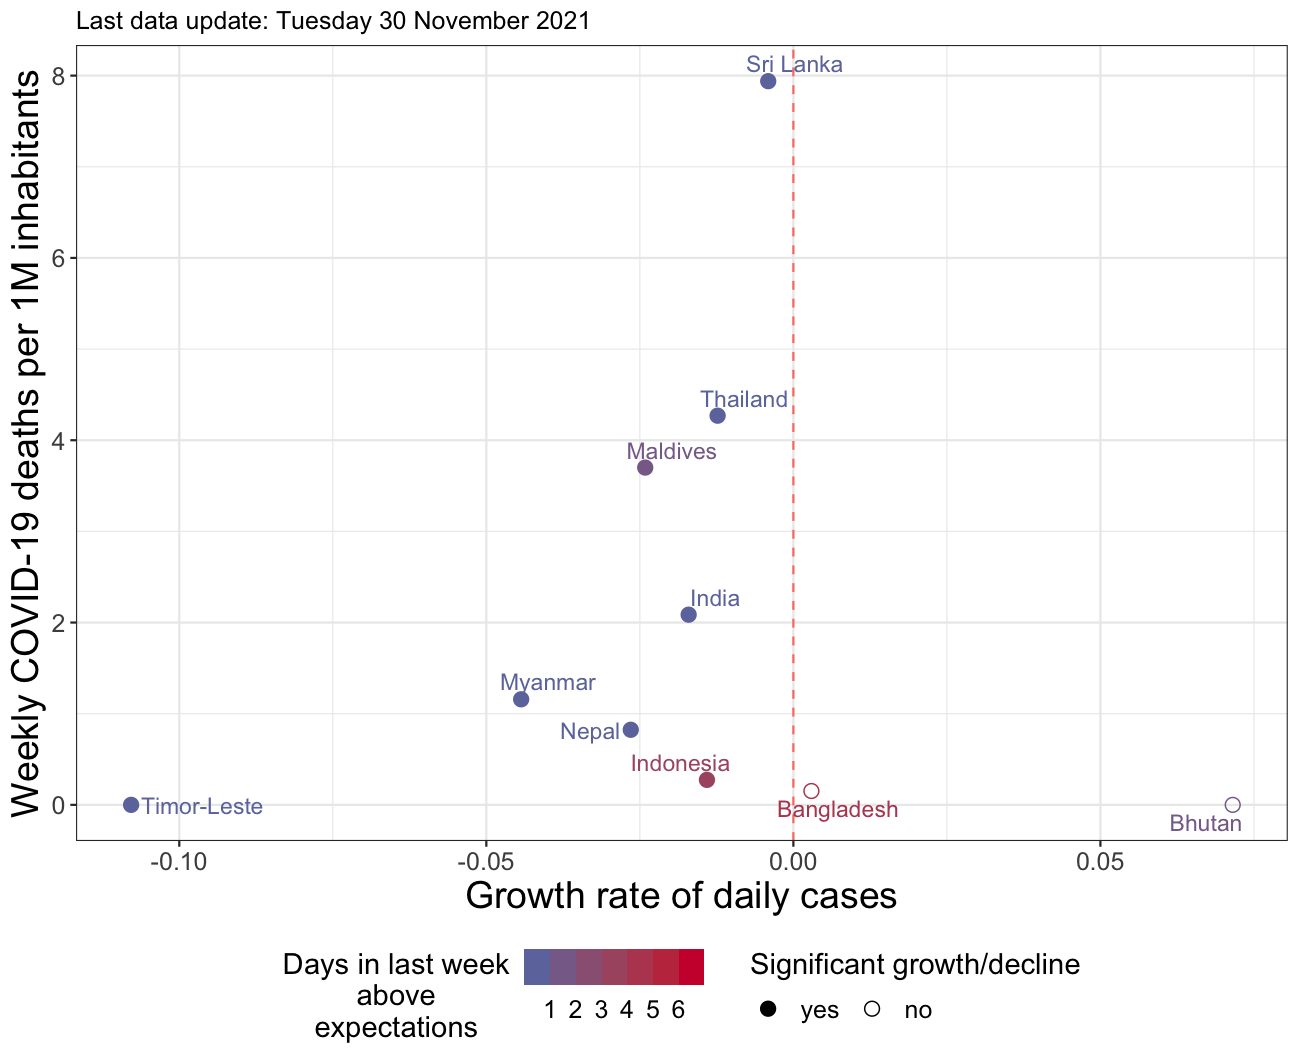 Last data update: Tuesday 30 November 2021
Weekly COVID-19 deaths per 1M inhabitants
8
6
4
2
0
Sri Lanka
Thailand
Maldives
India
Myanmar
Nepal
Indonesia
Bangladesh
Timor-Leste
Bhutan
-0.10 -0.05 0.00 0.05
Growth rate of daily cases
Days in last week
above
expectations
1 2 3 4 5 6
Significant growth/decline
yes no